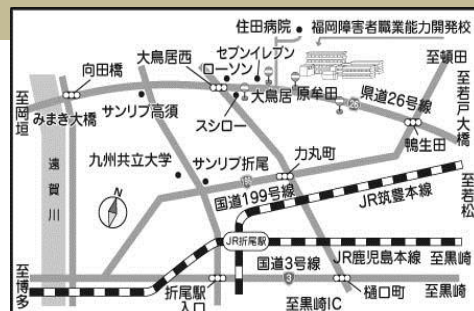 住田病院
福岡障害者職業能力開発校
セブンイレブン
ローソン
大鳥居西
向田橋
至頓田
至若戸大橋
至岡垣
みまき大橋
サンリブ高須
スシロー
大鳥居
原牟田
県道26号線
26
鴨生田
遠賀川
九州共立大学
サンリブ折尾
力丸町
国道199号線
JR筑豊本線
至若松
N
JR折尾駅
JR鹿児島本線
至黒崎
国道3号線
3
至黒崎
至博多
折尾駅入口
至黒崎IC
樋口町